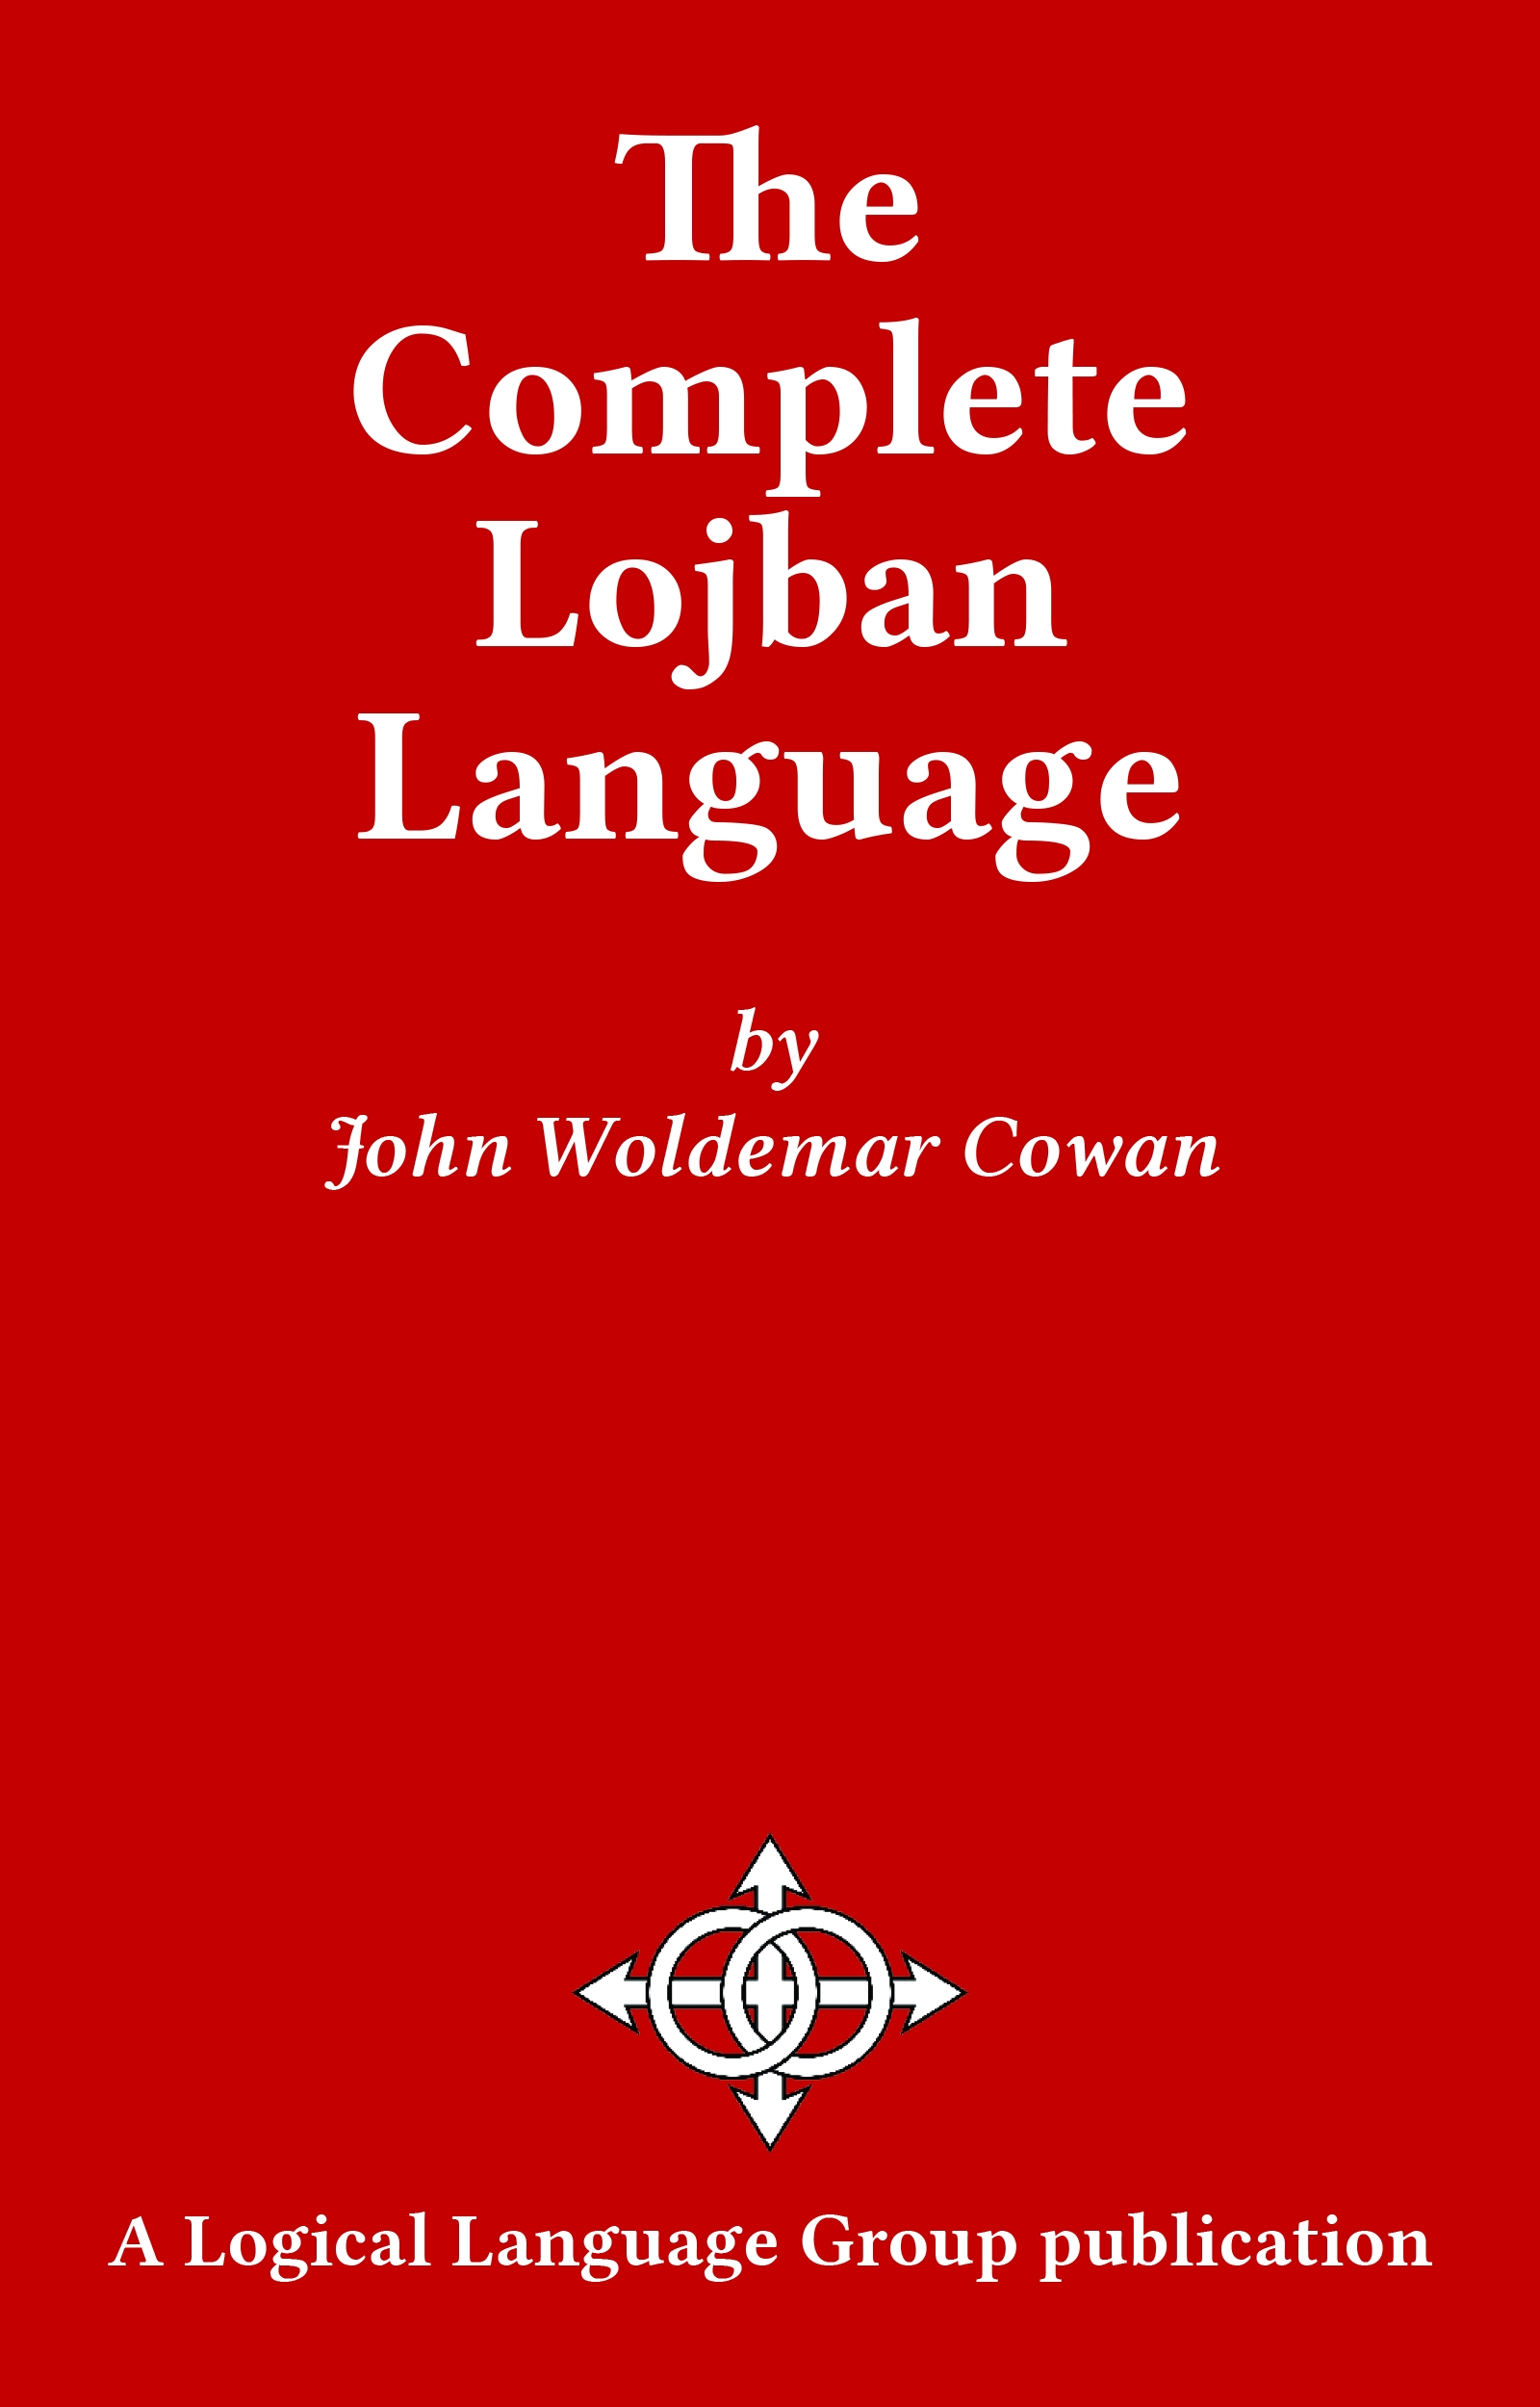 The
Complete
Lojban
Language
by
John Woldemar Cowan
A Logical Language Group publication